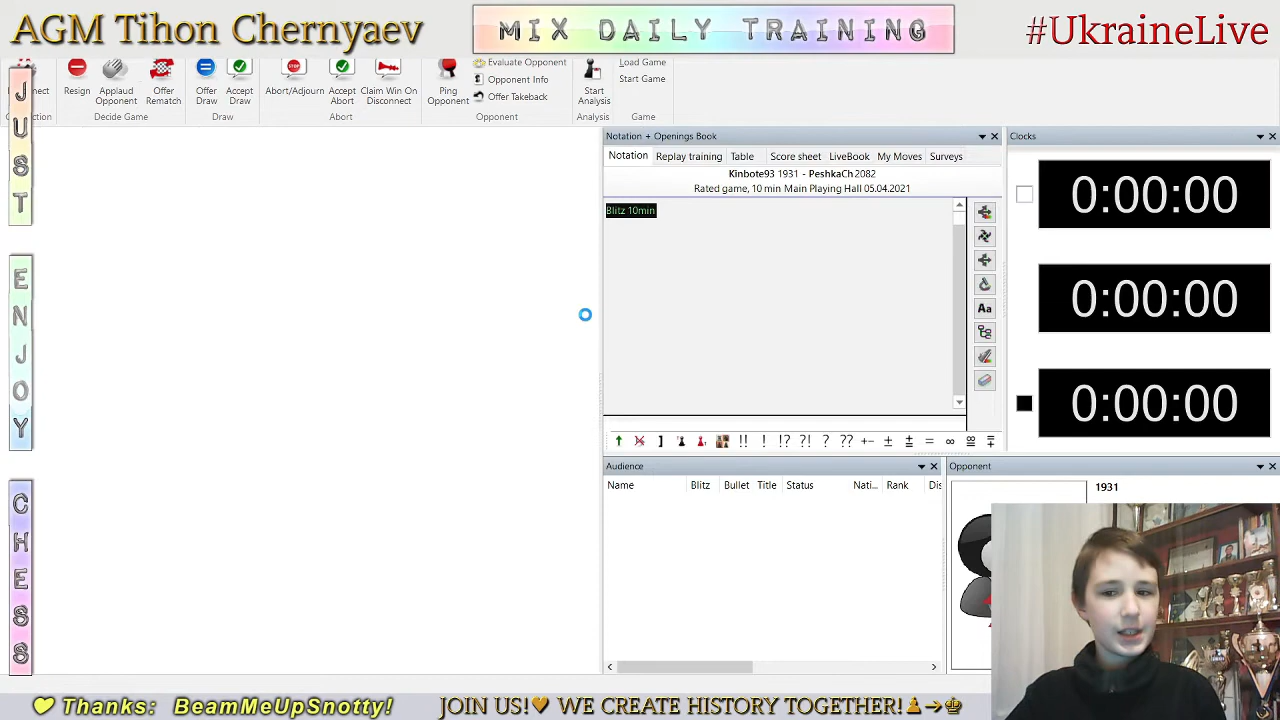 AGM Tihon Chernyaev
MIX DAILY TRAINING
#UkraineLive
Resign
Applaud Opponent
Offer Rematch
Decide Game
Offer Draw
Accept Draw
Draw
Abort/Adjourn
Accept Abort
Claim Win On Disconnect
Abort
Ping Opponent
Evaluate Opponent
Opponent Info
Offer Takeback
Opponent
Start Analysis
Analysis
Load Game
Start Game
Game
JUST
ENJOY
CHESS
Notation + Openings Book
Notation Replay training Table Score sheet LiveBook My Moves Surveys
Kinbote93 1931 - PeshkaCh 2082
Rated game, 10 min Main Playing Hall 05.04.2021
Blitz 10min
Aa
!! ! !? ?! ? ?? +− ± ⩲ = ∞ ⯹ ⩱
Clocks
0:00:00
0:00:00
0:00:00
Audience
Name Blitz Bullet Title Status Nati... Rank Dis
Opponent
1931
Thanks: BeamMeUpSnotty!
JOIN US! WE CREATE HISTORY TOGETHER!